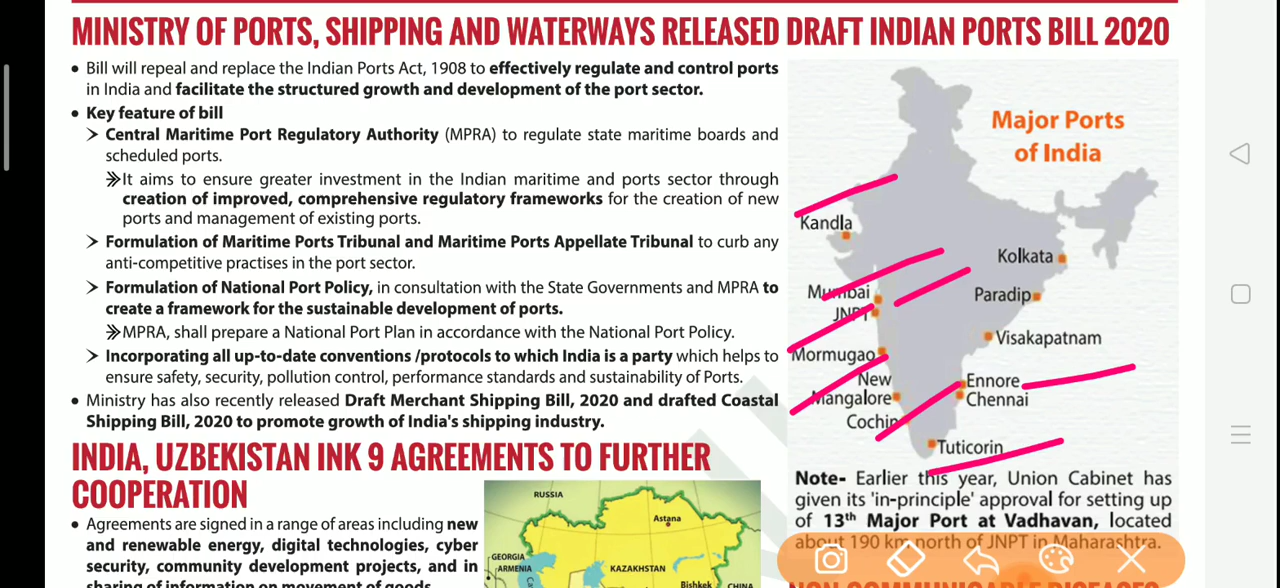 MINISTRY OF PORTS, SHIPPING AND WATERWAYS RELEASED DRAFT INDIAN PORTS BILL 2020
• Bill will repeal and replace the Indian Ports Act, 1908 to effectively regulate and control ports
in India and facilitate the structured growth and development of the port sector.
• Key feature of bill
➤ Central Maritime Port Regulatory Authority (MPRA) to regulate state maritime boards and
scheduled ports.
⨠It aims to ensure greater investment in the Indian maritime and ports sector through
creation of improved, comprehensive regulatory frameworks for the creation of new
ports and management of existing ports.
➤ Formulation of Maritime Ports Tribunal and Maritime Ports Appellate Tribunal to curb any
anti-competitive practises in the port sector.
➤ Formulation of National Port Policy, in consultation with the State Governments and MPRA to
create a framework for the sustainable development of ports.
⨠MPRA, shall prepare a National Port Plan in accordance with the National Port Policy.
➤ Incorporating all up-to-date conventions /protocols to which India is a party which helps to
ensure safety, security, pollution control, performance standards and sustainability of Ports.
• Ministry has also recently released Draft Merchant Shipping Bill, 2020 and drafted Coastal
Shipping Bill, 2020 to promote growth of India's shipping industry.
Major Ports
of India
Kandla
Kolkata
Mumbai
Paradip
JNPT
Visakapatnam
Mormugao
New
Mangalore
Ennore
Chennai
Cochin
Tuticorin
Note- Earlier this year, Union Cabinet has
given its 'in-principle' approval for setting up
of 13th Major Port at Vadhavan, located
about 190 km north of JNPT in Maharashtra.
INDIA, UZBEKISTAN INK 9 AGREEMENTS TO FURTHER
COOPERATION
• Agreements are signed in a range of areas including new
and renewable energy, digital technologies, cyber
security, community development projects, and in
sharing of information on movement of goods
RUSSIA
Astana
GEORGIA
ARMENIA
KAZAKHSTAN
Bishkek
CHINA
NON COMMUNICABLE DISEASES